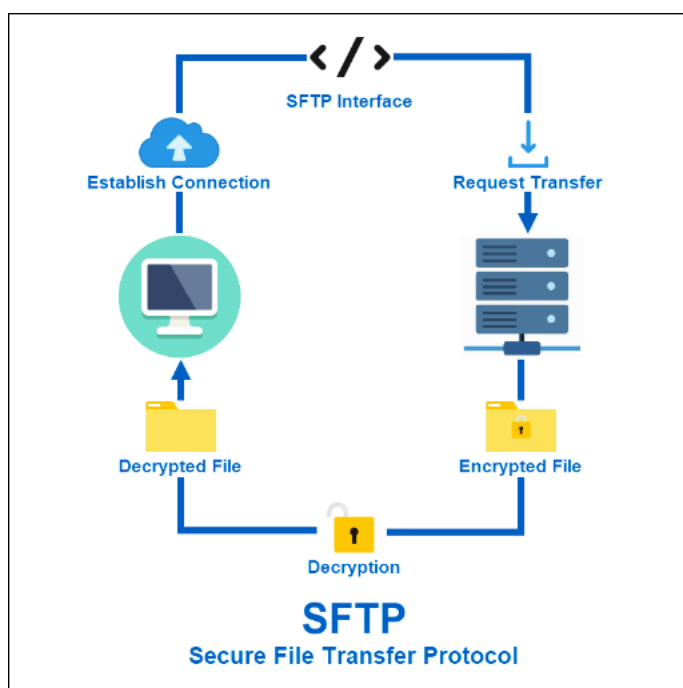 SFTP Interface
Establish Connection
Request Transfer
Decrypted File
Encrypted File
Decryption
SFTP
Secure File Transfer Protocol